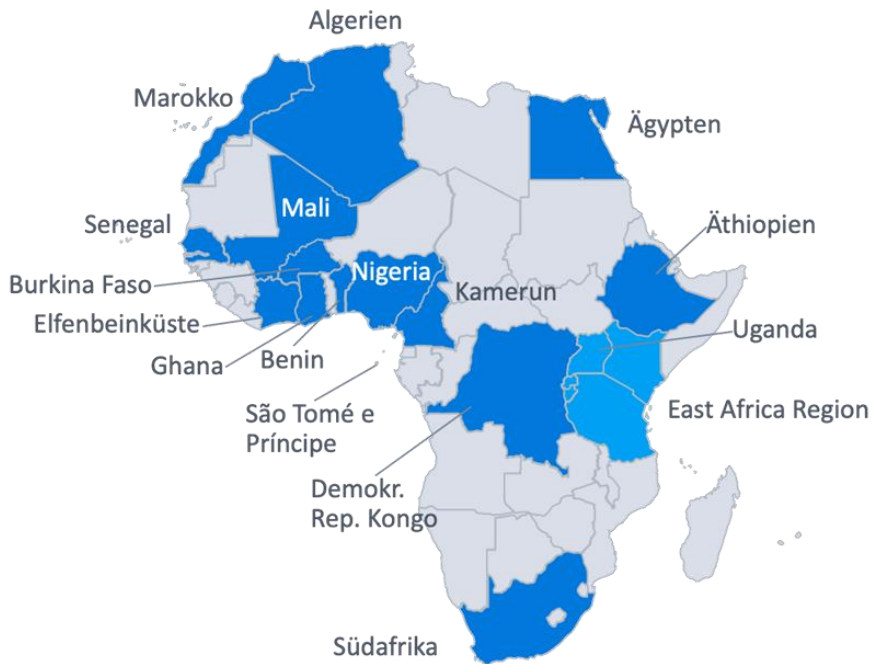 Algerien
Marokko
Ägypten
Mali
Senegal
Äthiopien
Nigeria
Burkina Faso
Kamerun
Elfenbeinküste
Uganda
Ghana
Benin
São Tomé e
Príncipe
East Africa Region
Demokr.
Rep. Kongo
Südafrika